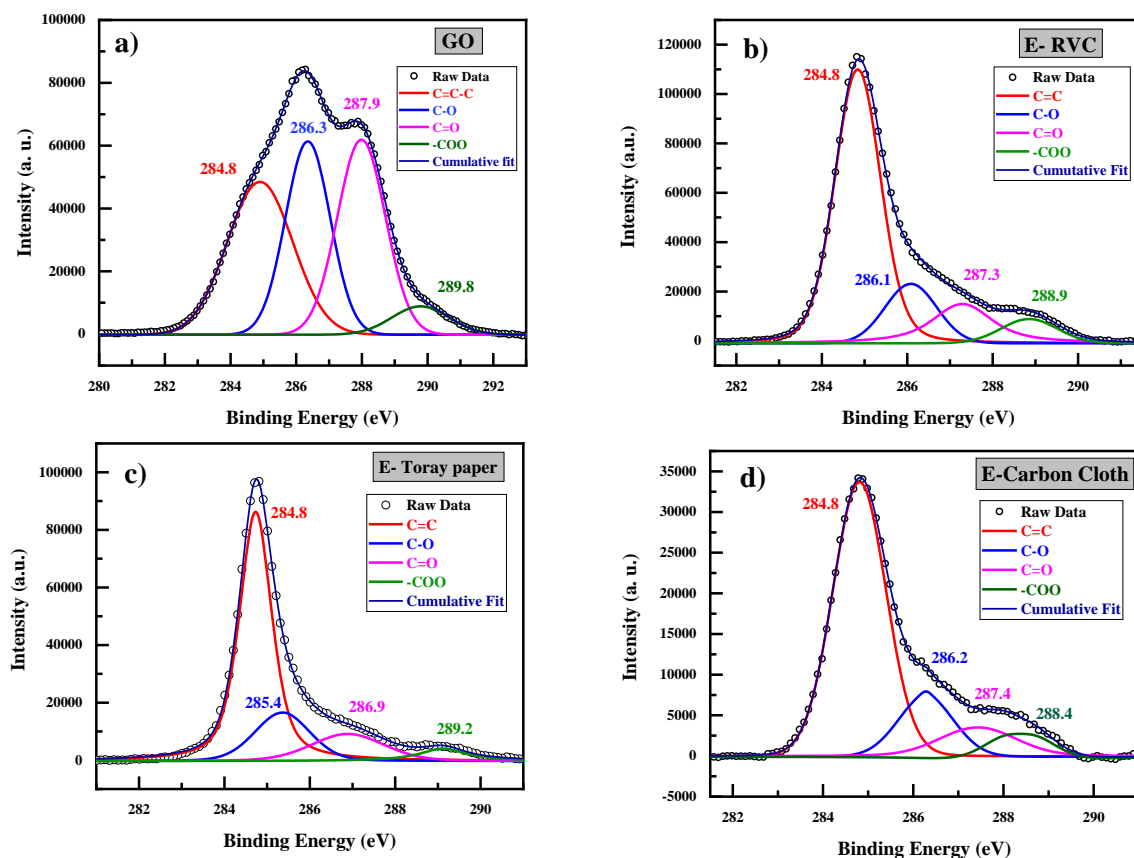 a)
GO
Raw Data
C=C-C
C-O
C=O
-COO
Cumulative fit
284.8
286.3
287.9
289.8
100000
80000
60000
40000
20000
0
280 282 284 286 288 290 292
Intensity (a. u.)
Binding Energy (eV)
b)
E- RVC
Raw Data
C=C
C-O
C=O
-COO
Cumutative Fit
284.8
286.1
287.3
288.9
120000
100000
80000
60000
40000
20000
0
282 284 286 288 290
Intensity (a.u.)
Binding Energy (eV)
c)
E- Toray paper
Raw Data
C=C
C-O
C=O
-COO
Cumulative Fit
284.8
285.4
286.9
289.2
100000
80000
60000
40000
20000
0
282 284 286 288 290
Intensity (a.u.)
Binding Energy (eV)
d)
E-Carbon Cloth
Raw Data
C=C
C-O
C=O
-COO
Cumulative Fit
284.8
286.2
287.4
288.4
35000
30000
25000
20000
15000
10000
5000
0
-5000
282 284 286 288 290
Intensity (a. u.)
Binding Energy (eV)